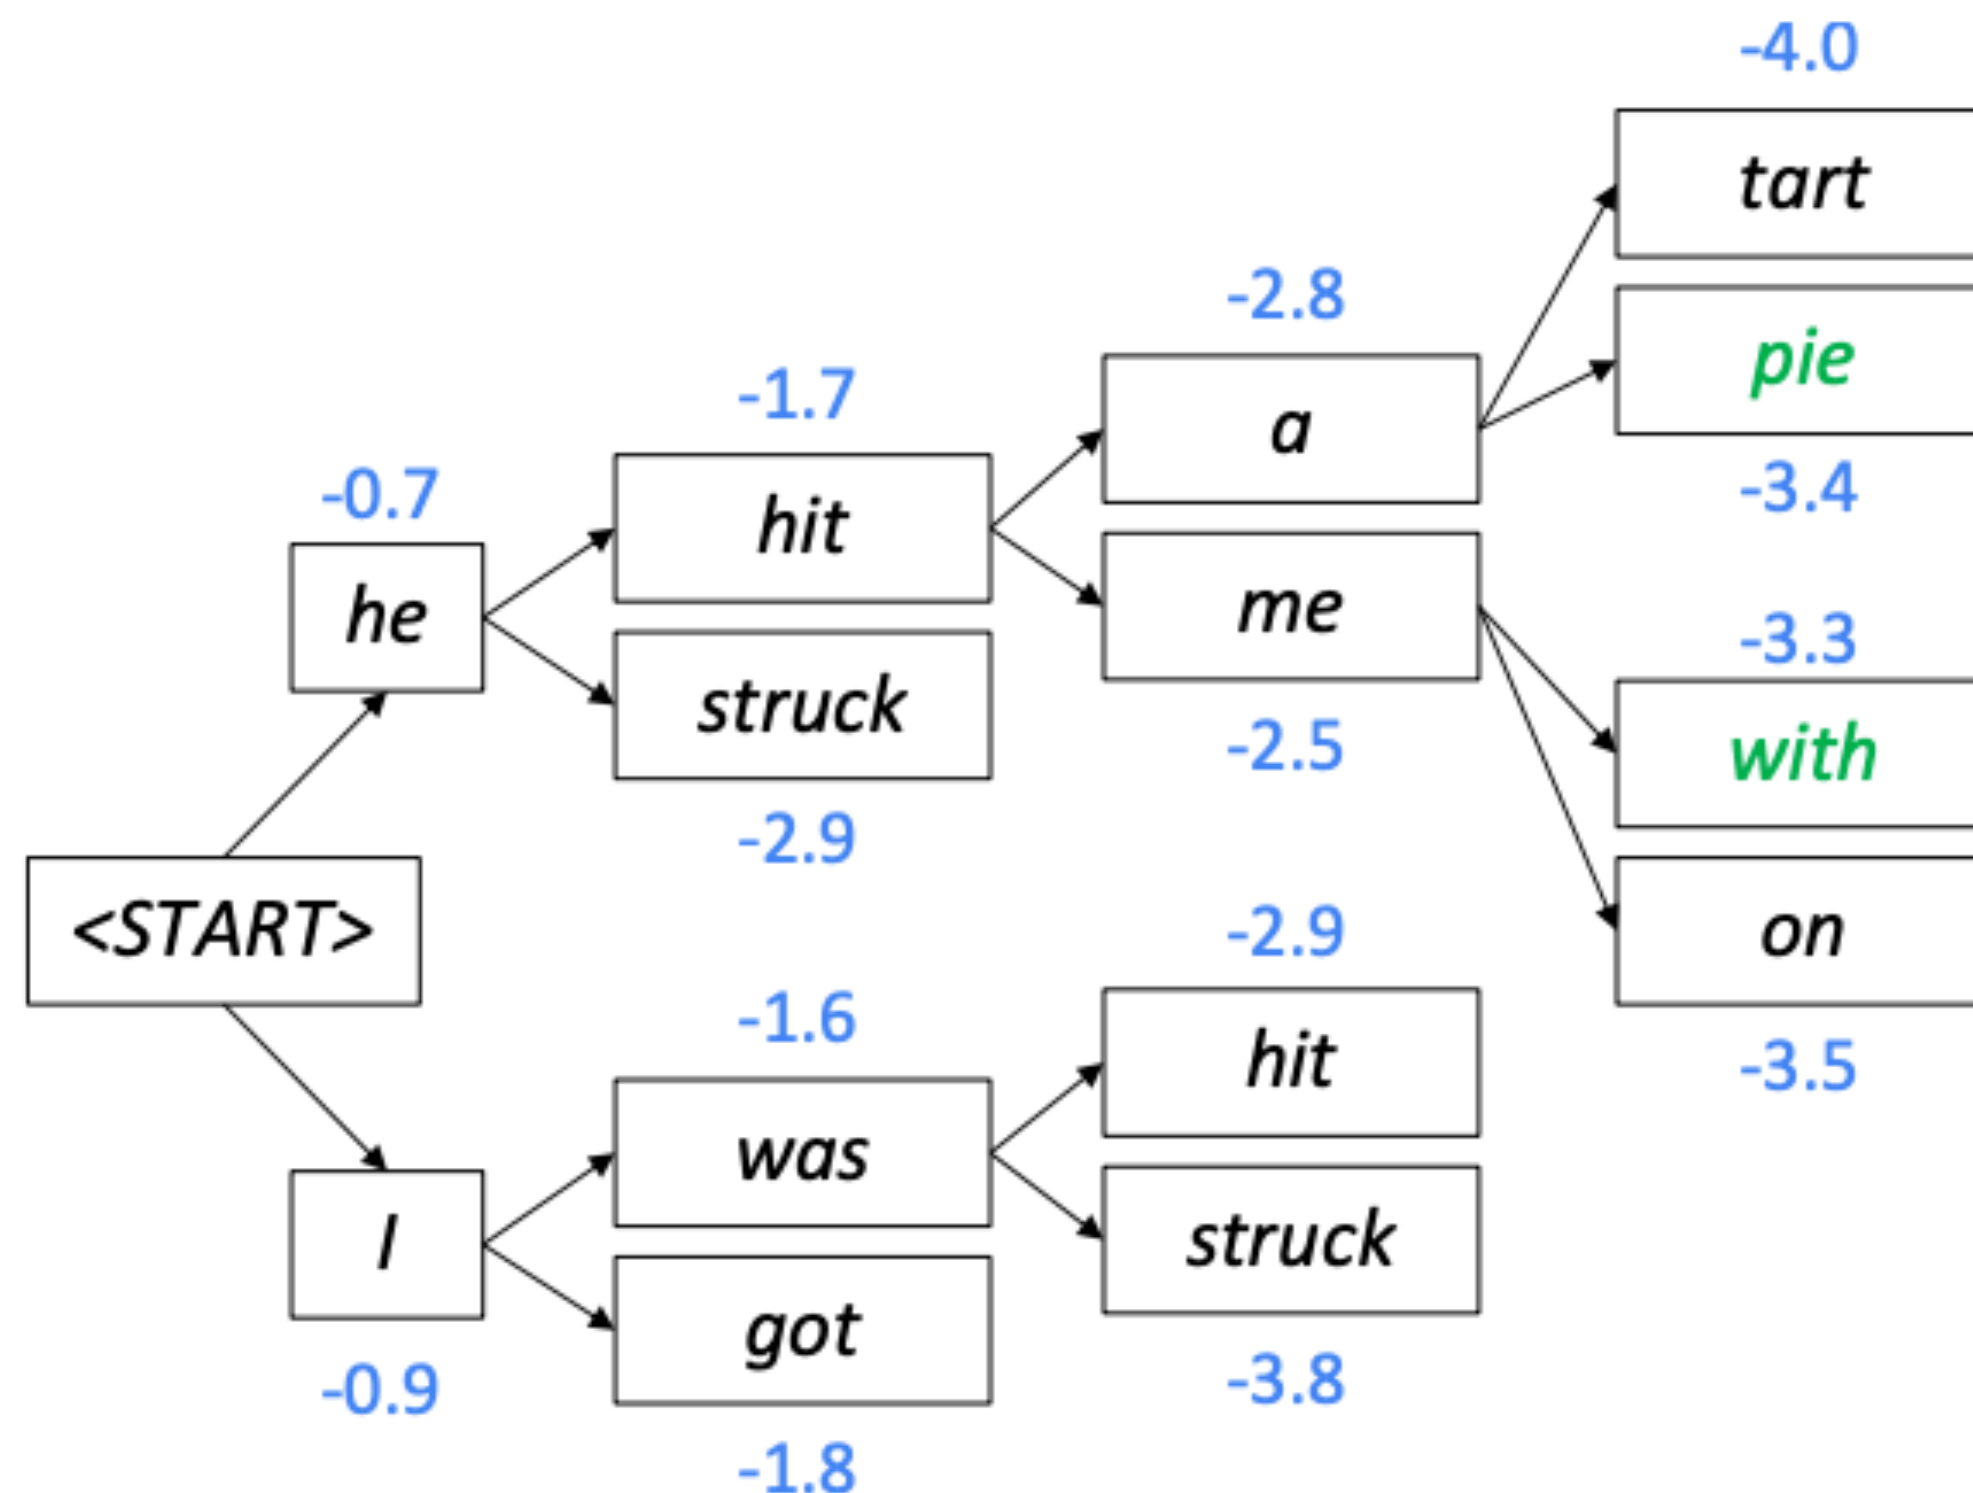 -4.0
tart
-2.8
pie
-1.7
a
-0.7
hit
-3.4
he
me
-3.3
struck
-2.5
with
-2.9
<START>
-2.9
on
-1.6
hit
-3.5
was
I
struck
got
-0.9
-3.8
-1.8